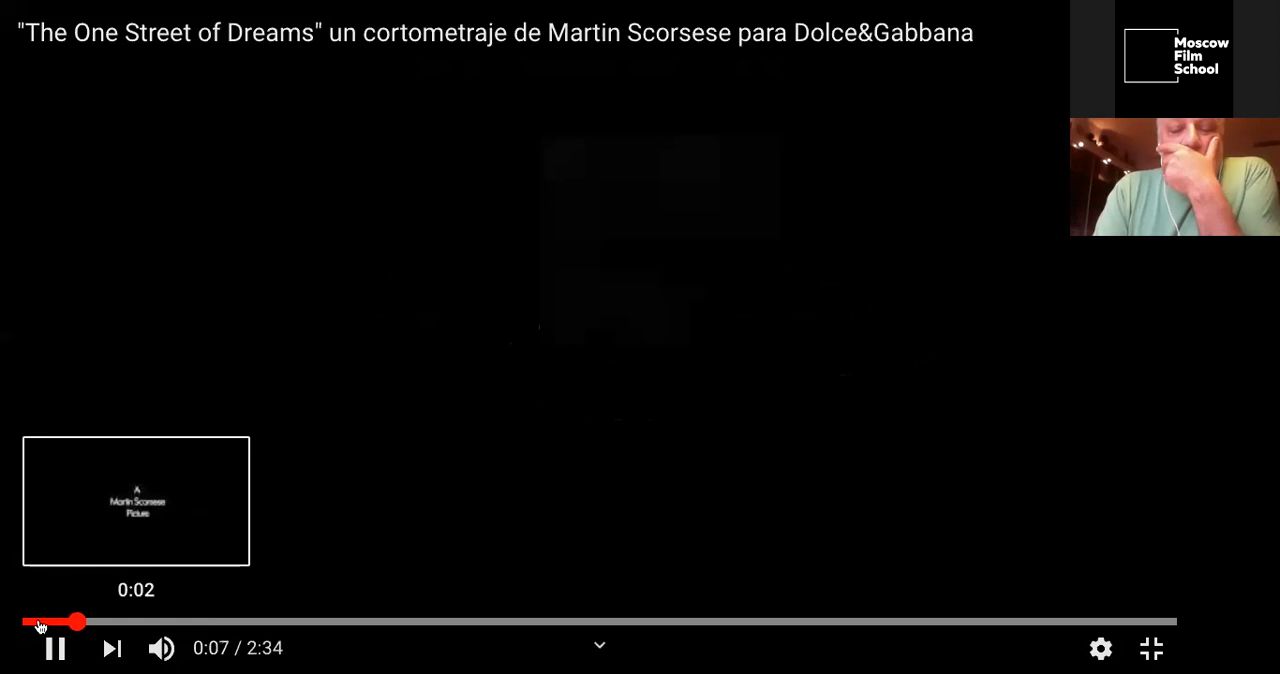 "The One Street of Dreams" un cortometraje de Martin Scorsese para Dolce&Gabbana
Moscow
Film
School
A
Martin Scorsese
Picture
0:02
0:07 / 2:34